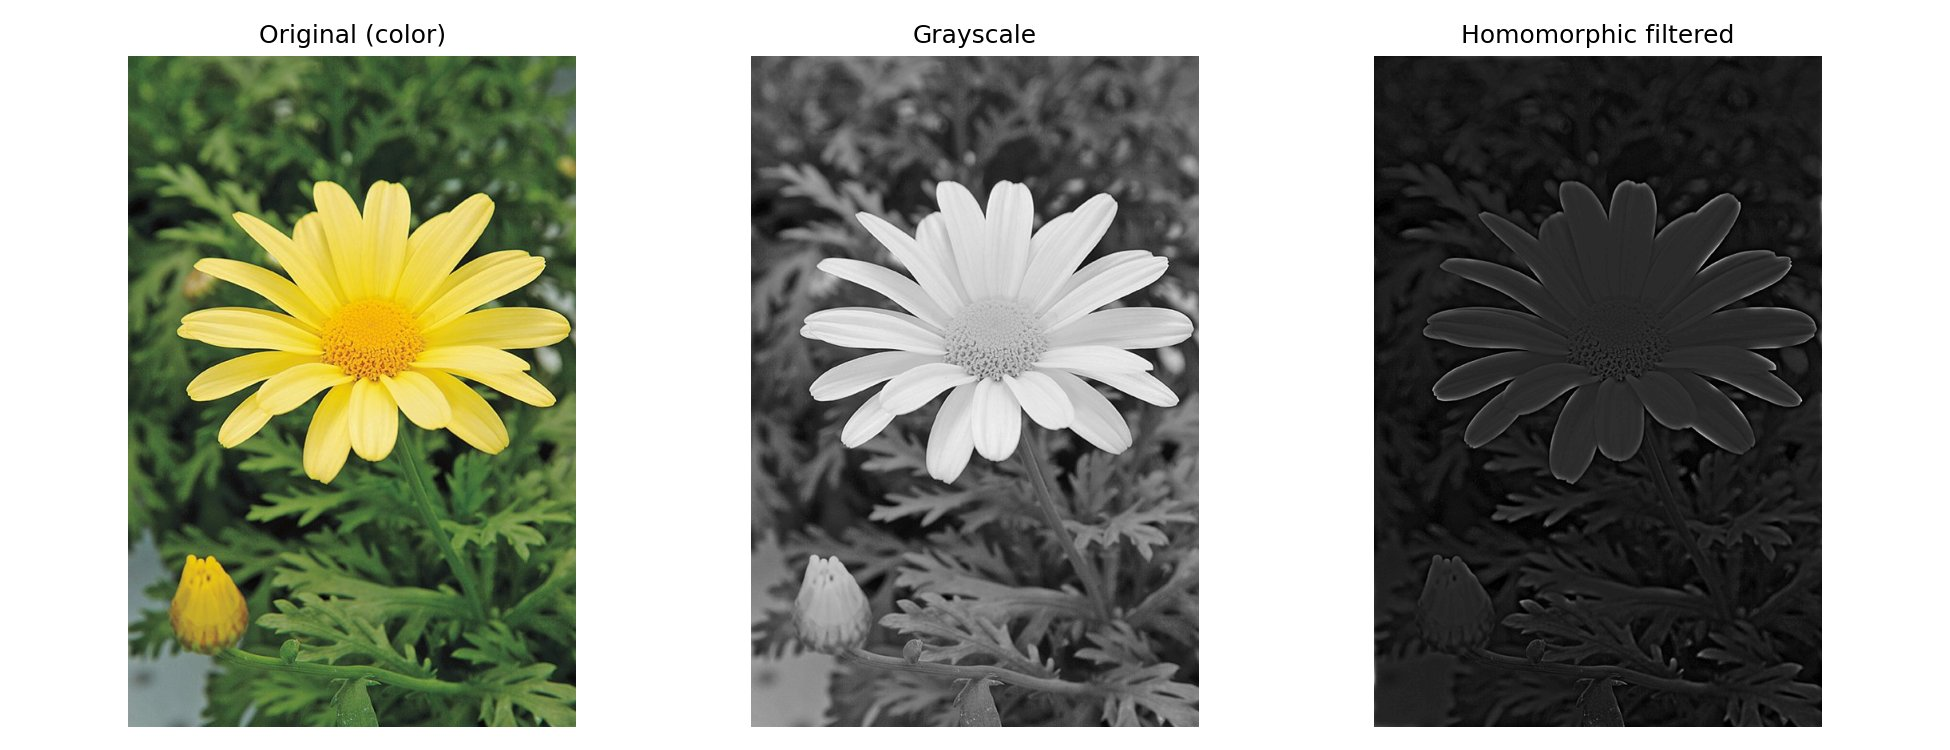 Original (color)
Grayscale
Homomorphic filtered